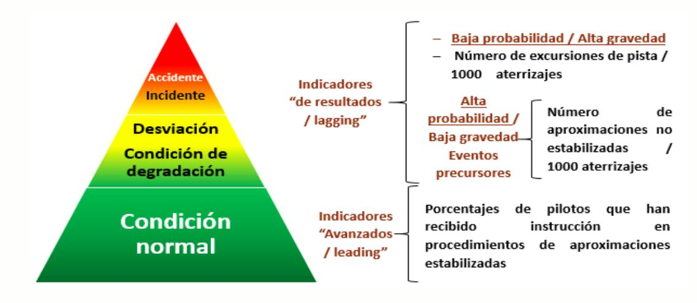 Accidente
Incidente
Desviación
Condición de
degradación
Condición
normal
Indicadores
“de resultados
/ lagging”
– Baja probabilidad / Alta gravedad
– Número de excursiones de pista /
1000 aterrizajes
Alta
probabilidad /
Baja gravedad
Eventos
precursores
Número de
aproximaciones no
estabilizadas /
1000 aterrizajes
Indicadores
“Avanzados
/ leading”
Porcentajes de pilotos que han
recibido instrucción en
procedimientos de aproximaciones
estabilizadas